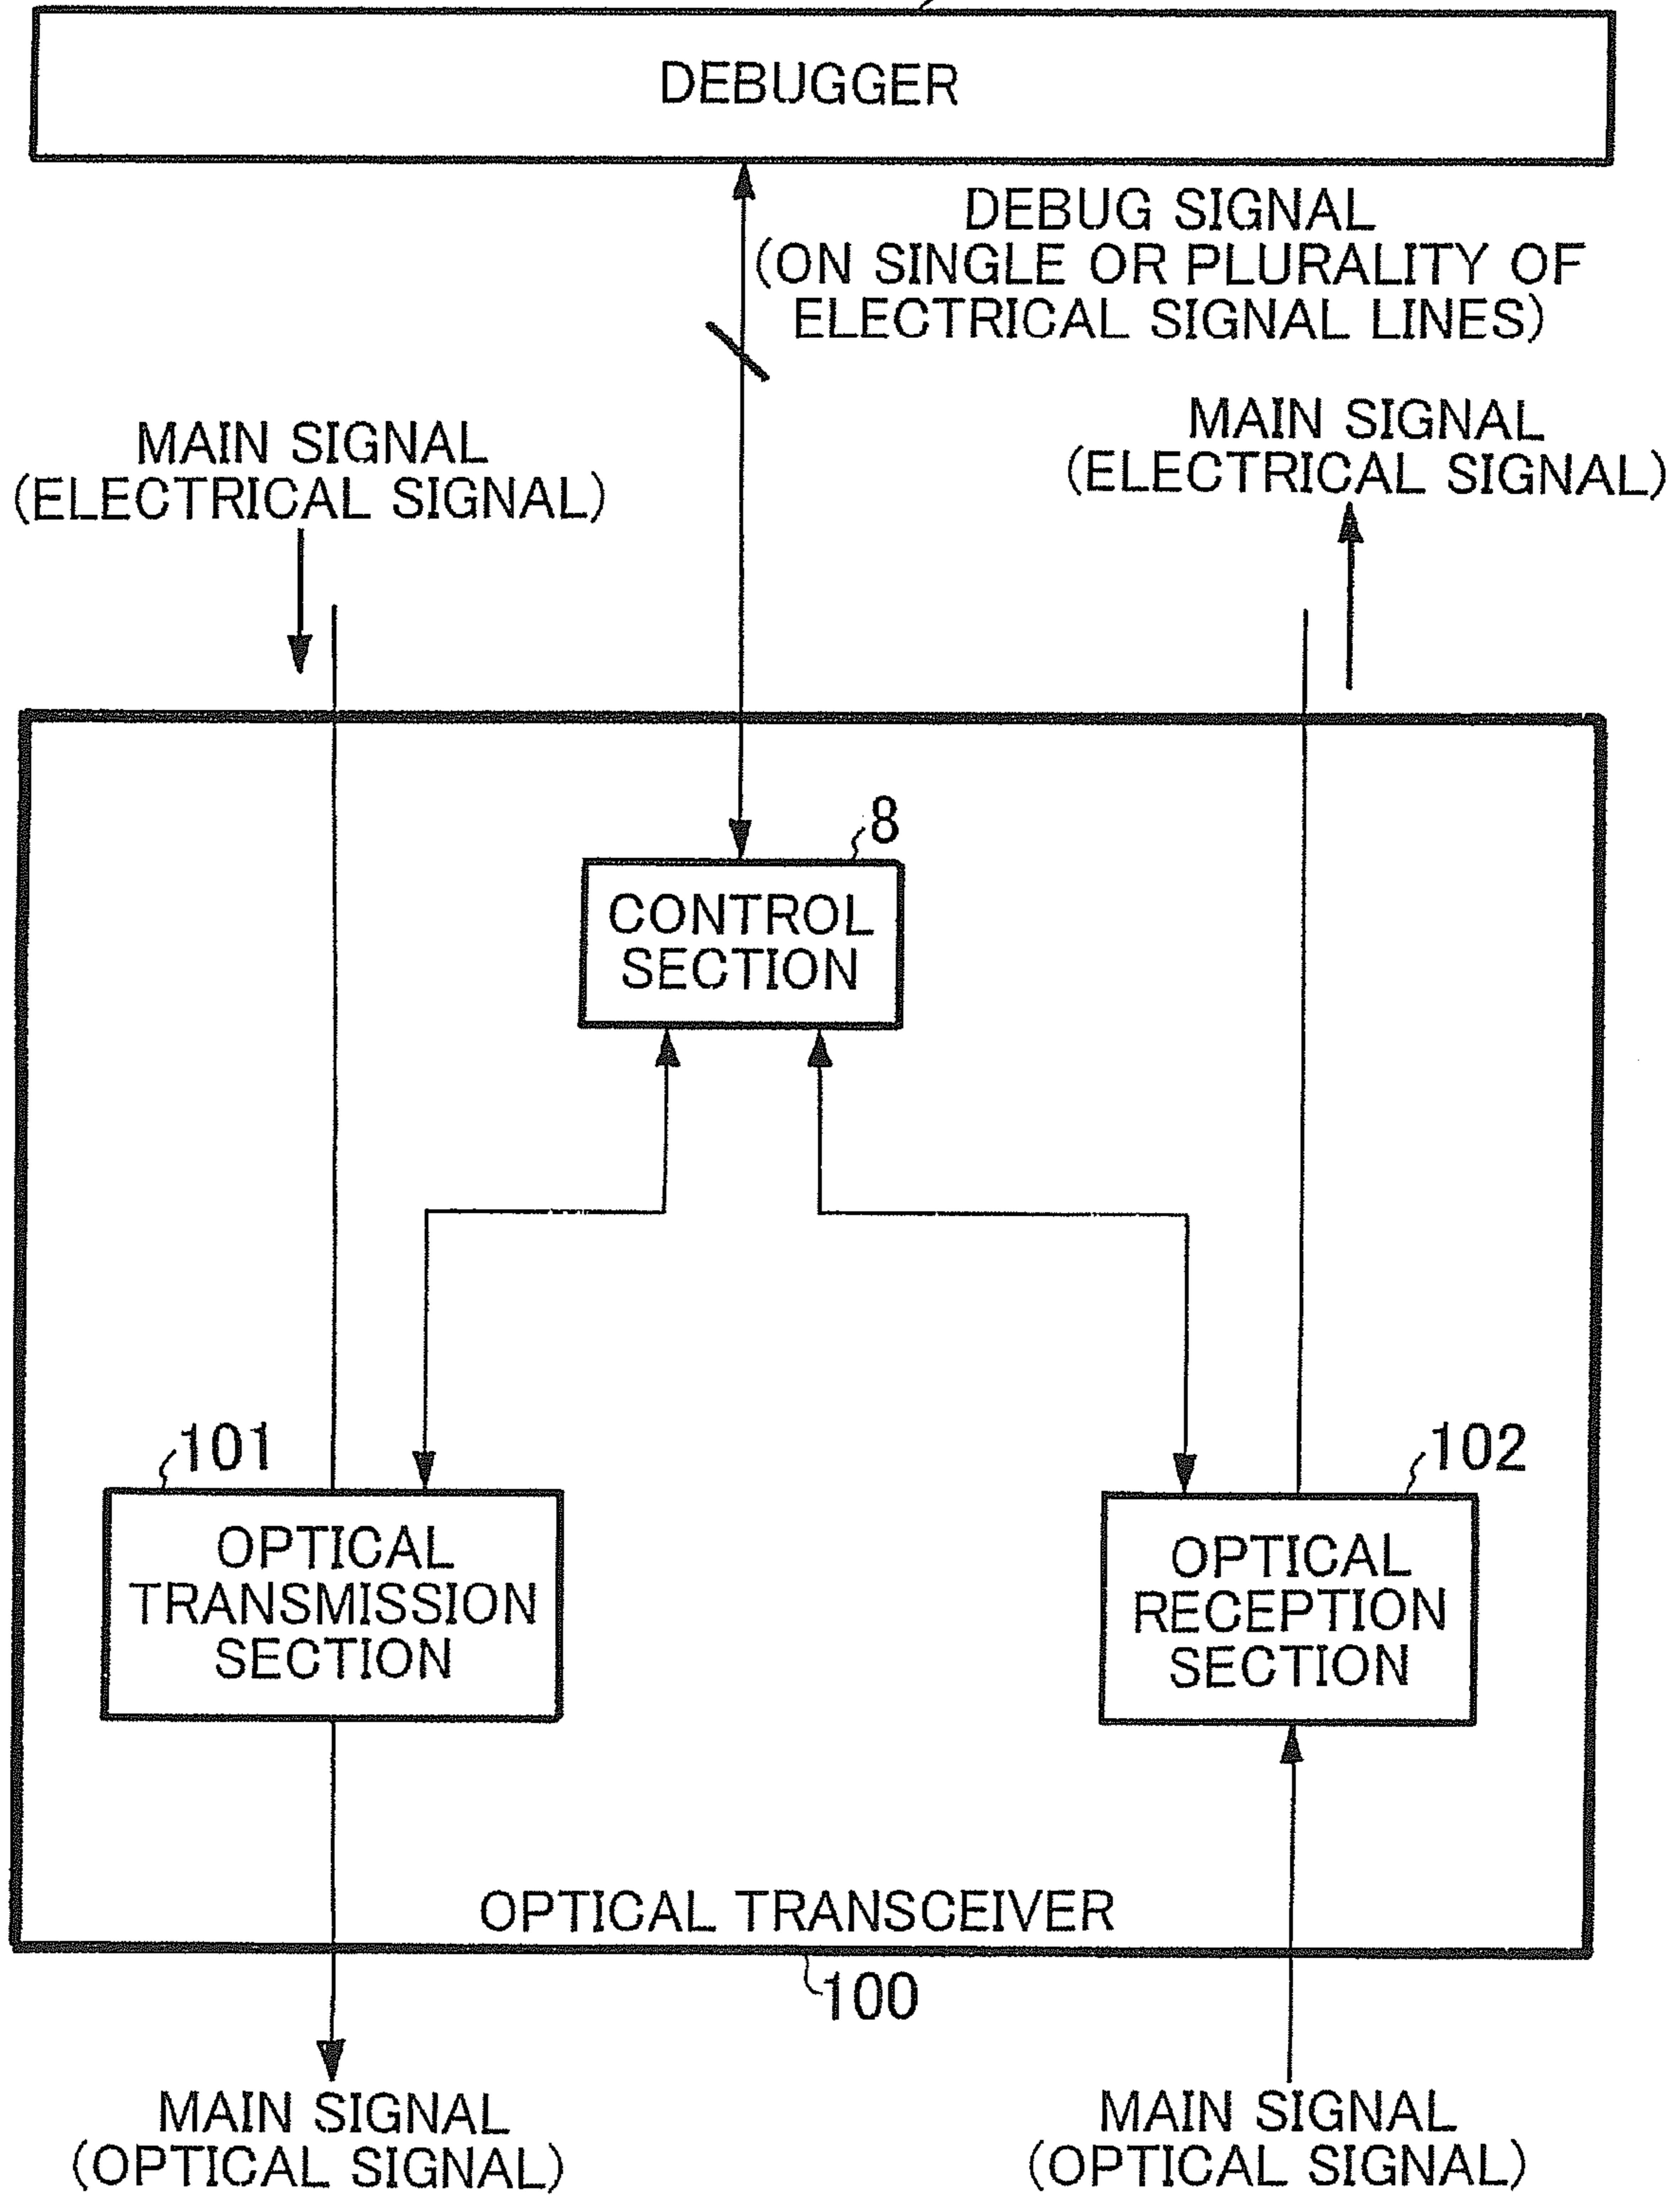 DEBUGGER
DEBUG SIGNAL
(ON SINGLE OR PLURALITY OF
ELECTRICAL SIGNAL LINES)
MAIN SIGNAL
(ELECTRICAL SIGNAL)
MAIN SIGNAL
(ELECTRICAL SIGNAL)
8
CONTROL
SECTION
101
OPTICAL
TRANSMISSION
SECTION
102
OPTICAL
RECEPTION
SECTION
OPTICAL TRANSCEIVER
100
MAIN SIGNAL
(OPTICAL SIGNAL)
MAIN SIGNAL
(OPTICAL SIGNAL)